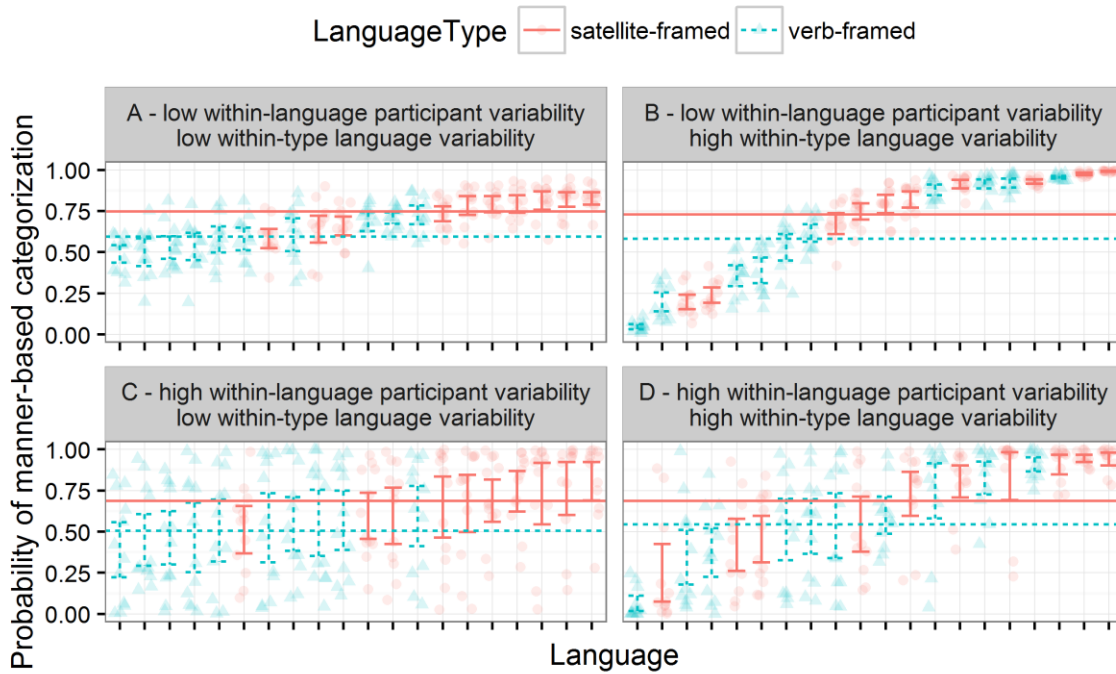 LanguageType satellite-framed verb-framed
Probability of manner-based categorization
A - low within-language participant variability
low within-type language variability
B - low within-language participant variability
high within-type language variability
1.00
0.75
0.50
0.25
0.00
C - high within-language participant variability
low within-type language variability
D - high within-language participant variability
high within-type language variability
1.00
0.75
0.50
0.25
0.00
Language